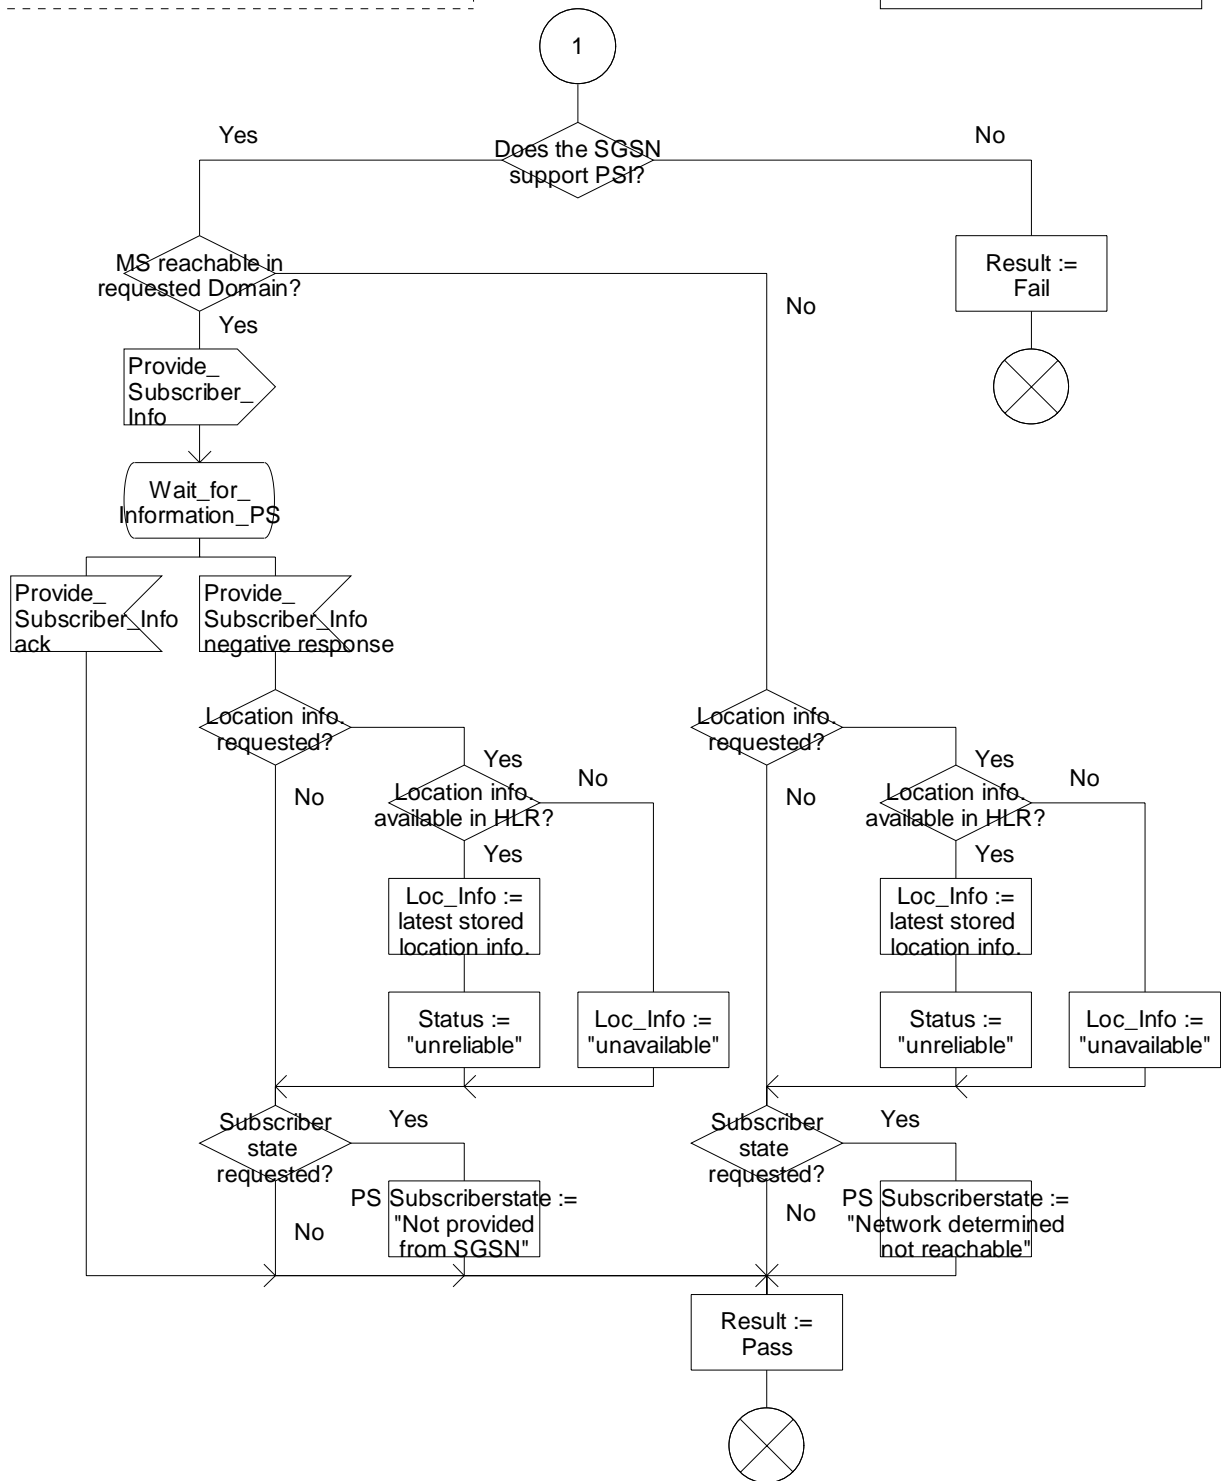 1
Yes
No
Does the SGSN
support PSI?
MS reachable in
requested Domain?
Result :=
Fail
No
Yes
Provide_
Subscriber_
Info
Wait_for_
Information_PS
Provide_
Subscriber_Info
ack
Provide_
Subscriber_Info
negative response
Location info.
requested?
Yes
No
No
Location info.
available in HLR?
Yes
Loc_Info :=
latest stored
location info.
Status :=
"unreliable"
Loc_Info :=
"unavailable"
Location info.
requested?
Yes
No
No
Location info.
available in HLR?
Yes
Loc_Info :=
latest stored
location info.
Status :=
"unreliable"
Loc_Info :=
"unavailable"
Subscriber
state
requested?
Yes
No
PS Subscriberstate :=
"Not provided
from SGSN"
Subscriber
state
requested?
Yes
No
PS Subscriberstate :=
"Network determined
not reachable"
Result :=
Pass